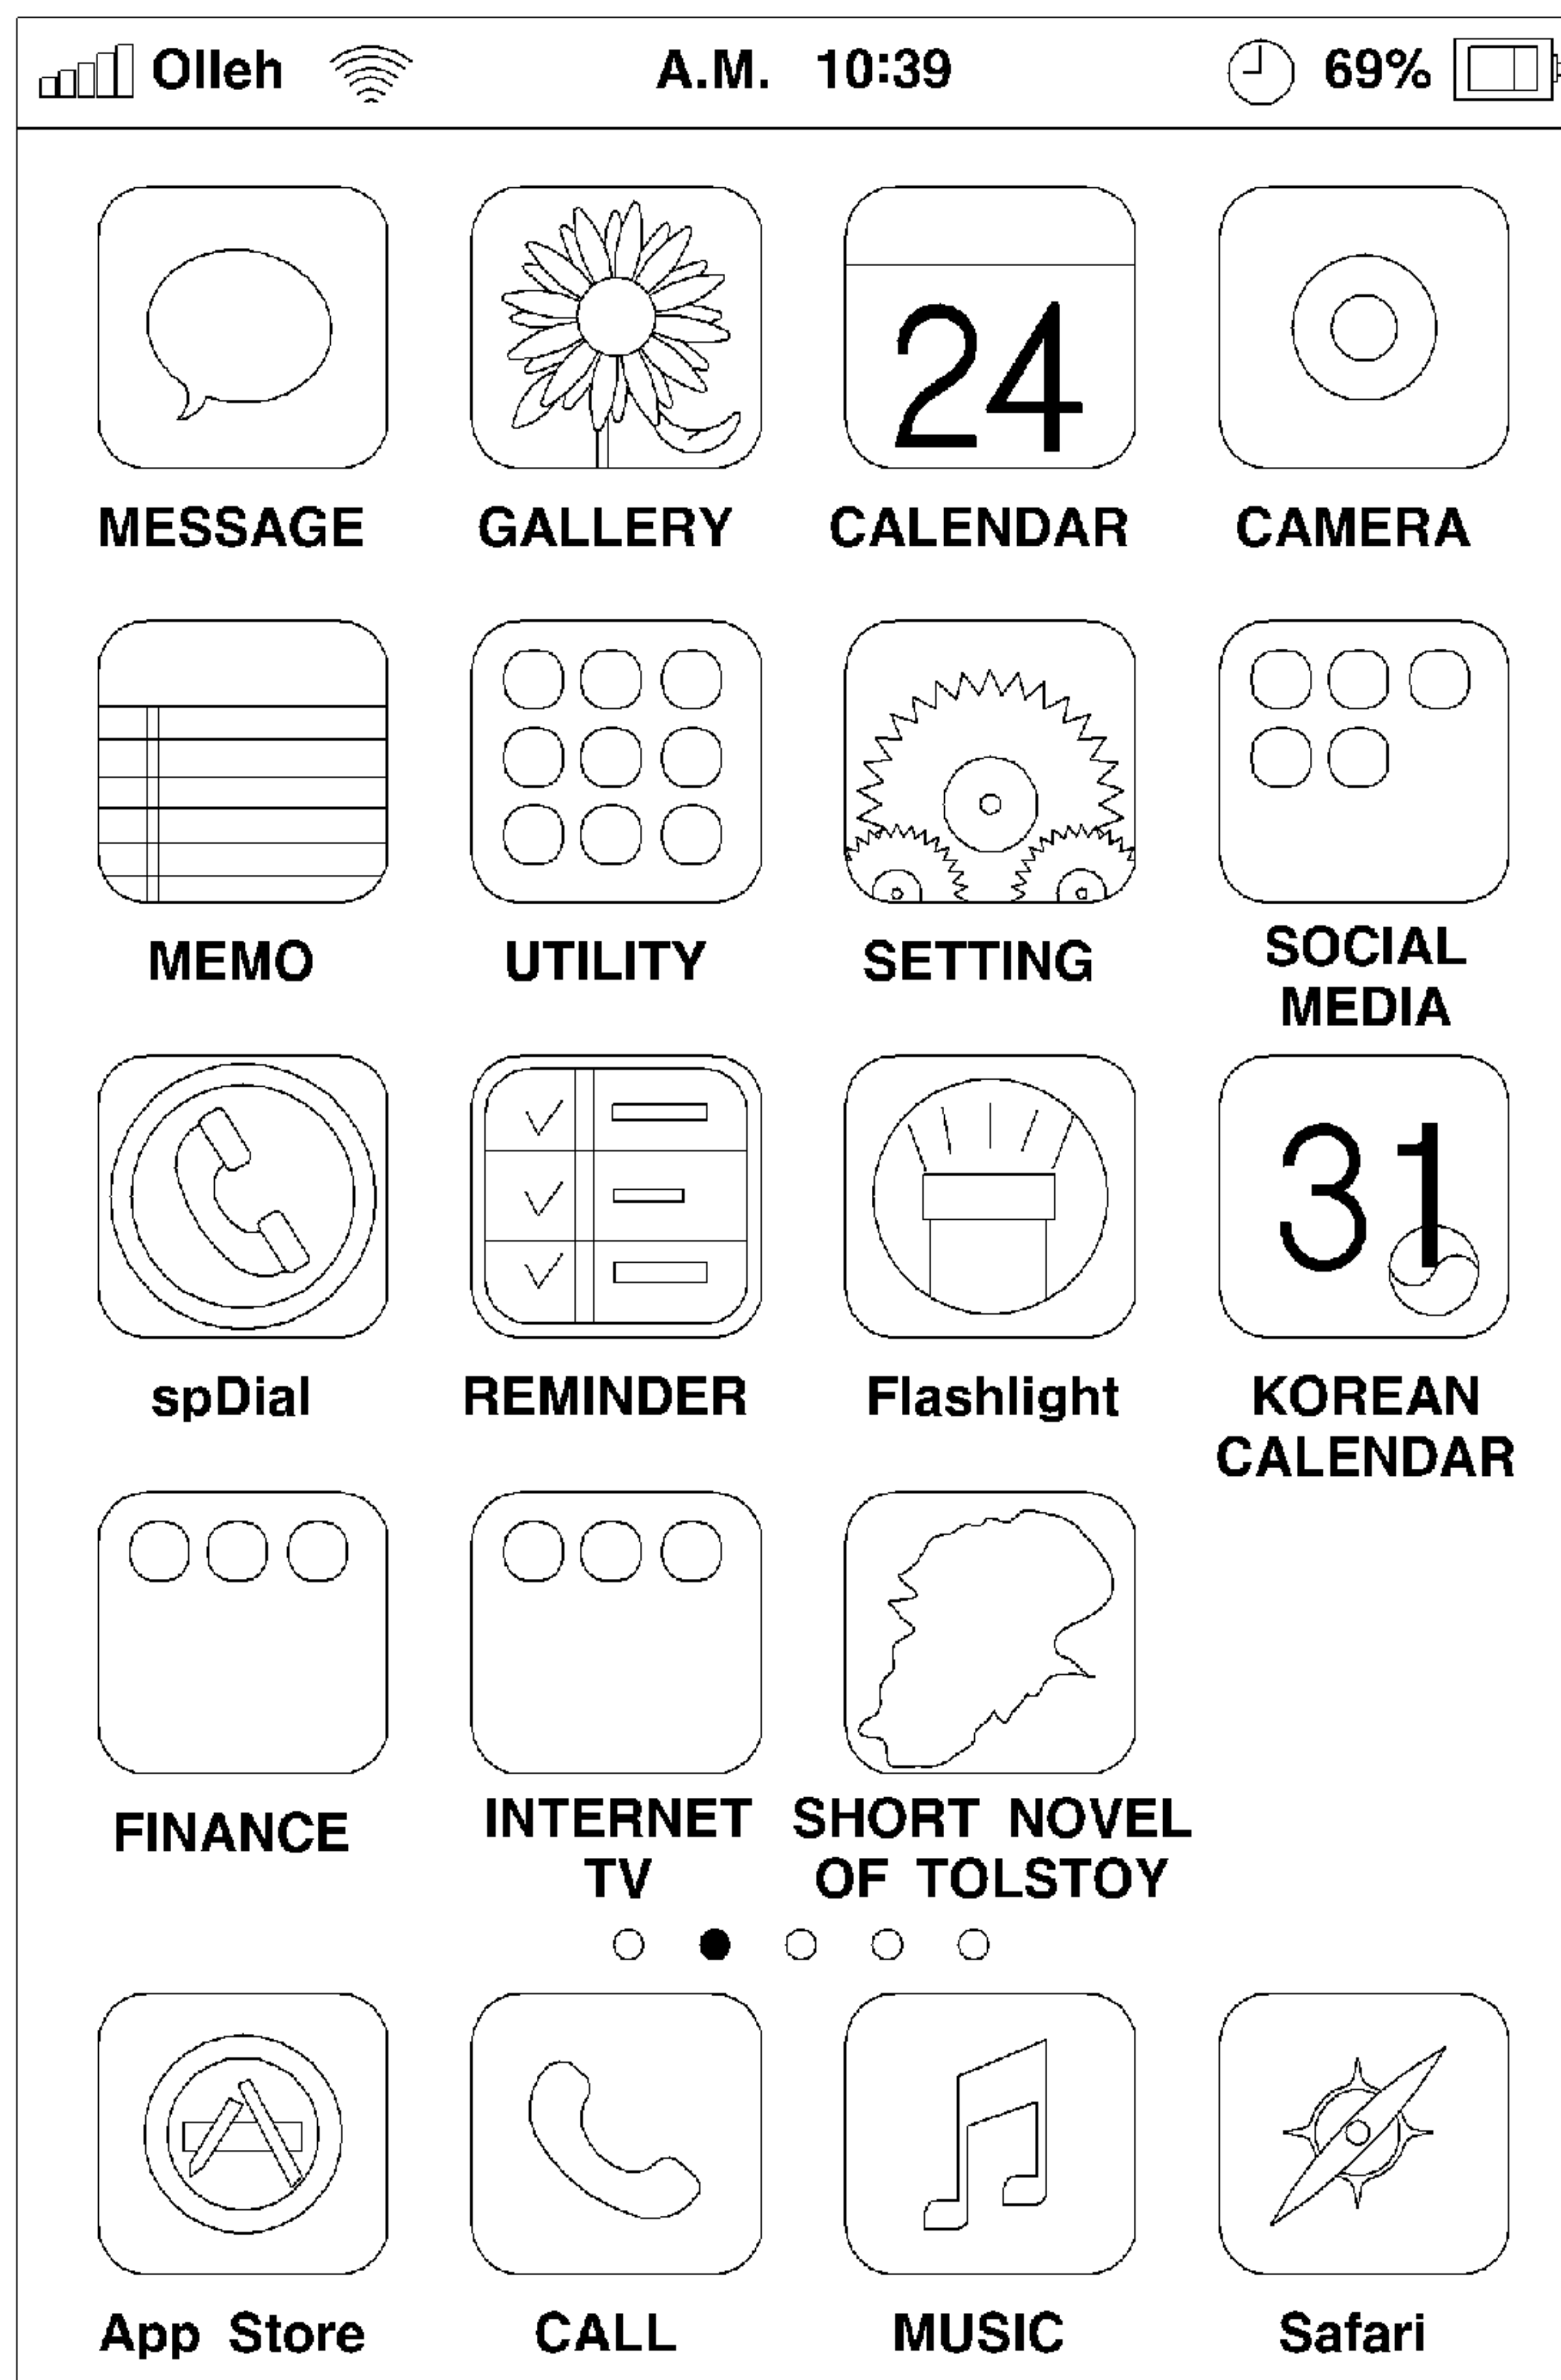 Olleh A.M. 10:39 69%
24
MESSAGE GALLERY CALENDAR CAMERA
MEMO UTILITY SETTING SOCIAL
MEDIA
31
spDial REMINDER Flashlight KOREAN
CALENDAR
FINANCE INTERNET SHORT NOVEL
TV OF TOLSTOY
App Store CALL MUSIC Safari